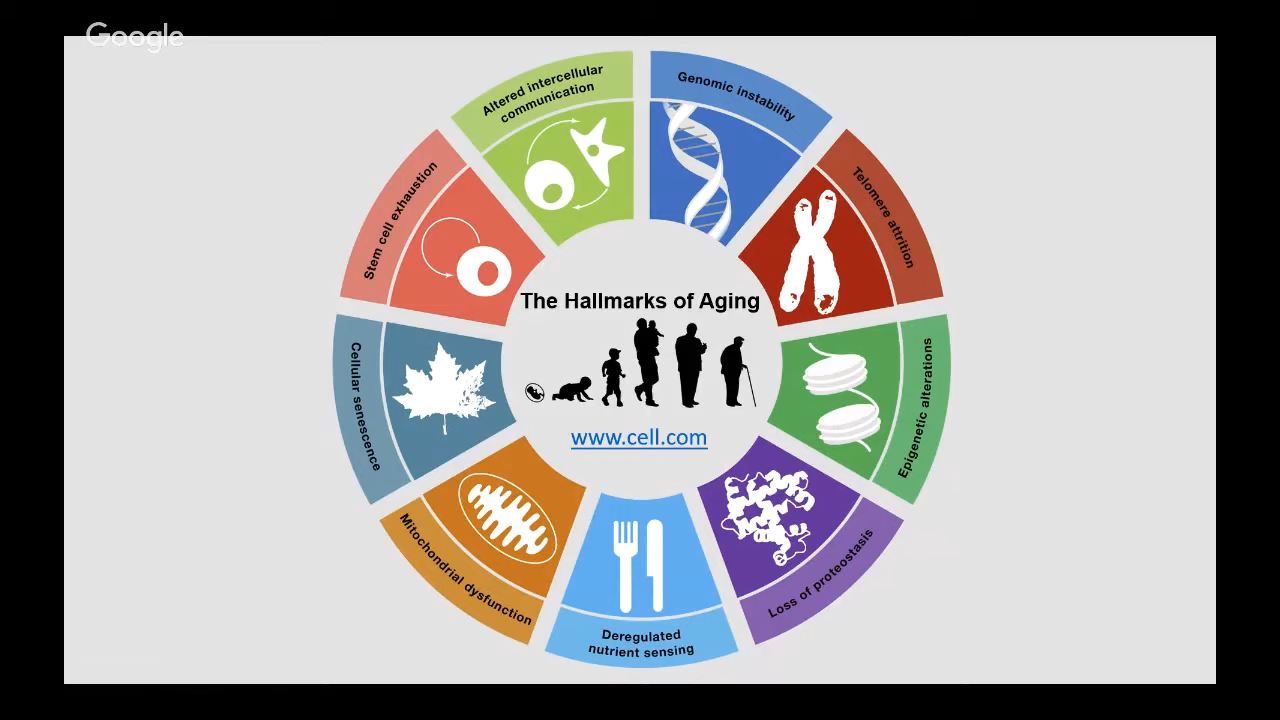 Google
Altered intercellular
communication
Genomic instability
Telomere attrition
Epigenetic alterations
Loss of proteostasis
Deregulated
nutrient sensing
Mitochondrial dysfunction
Cellular senescence
Stem cell exhaustion
The Hallmarks of Aging
www.cell.com